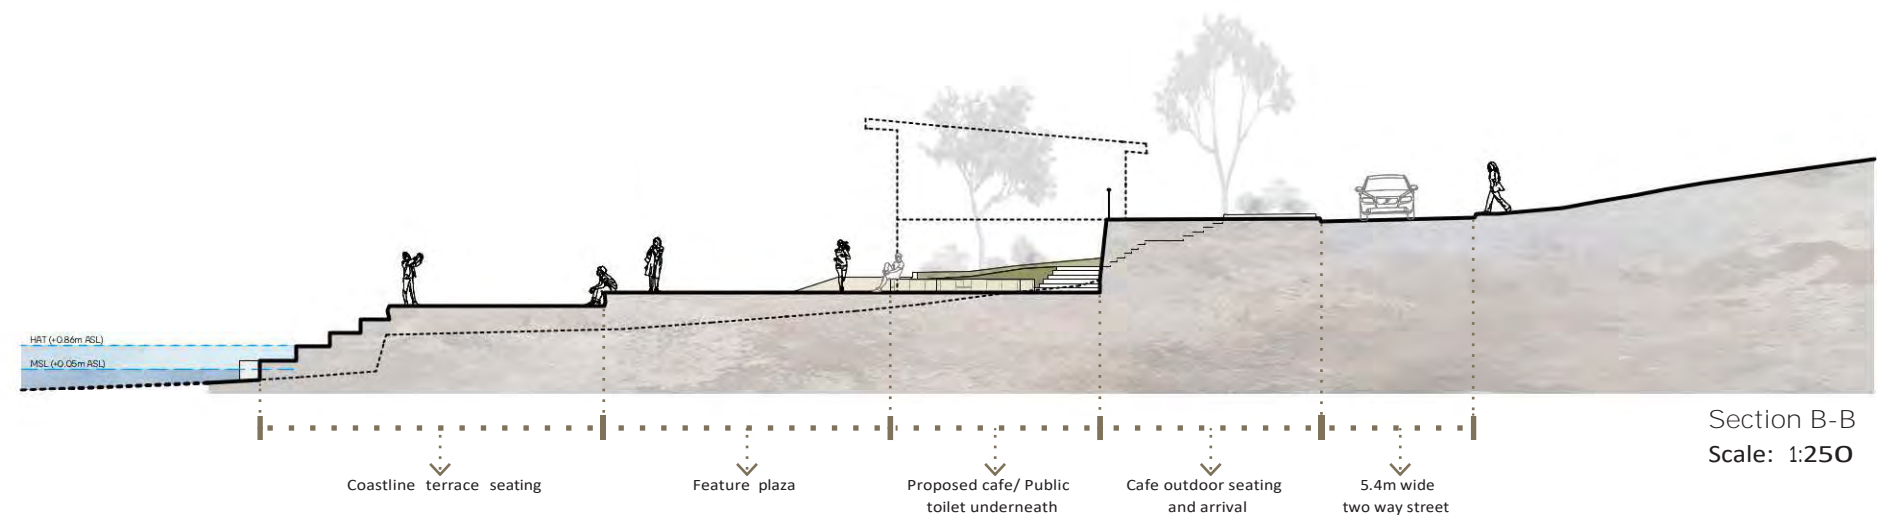 HAT (+0.86m ASL)
MSL (+0.05m ASL)
Section B-B
Scale: 1:250
Coastline terrace seating
Feature plaza
Proposed cafe/ Public
toilet underneath
Cafe outdoor seating
and arrival
5.4m wide
two way street